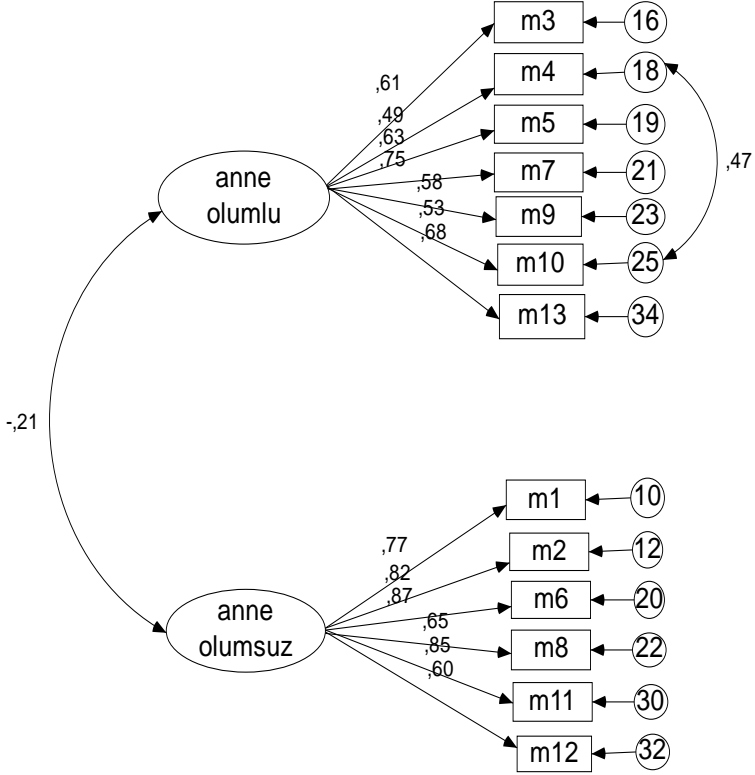 m3
16
,61
m4
18
,49
m5
19
,63
m7
21
,75
,47
anne
olumlu
,58
m9
23
,53
,68
m10
25
m13
34
-,21
m1
10
,77
m2
12
,82
,87
m6
20
anne
olumsuz
,65
m8
22
,85
,60
m11
30
m12
32